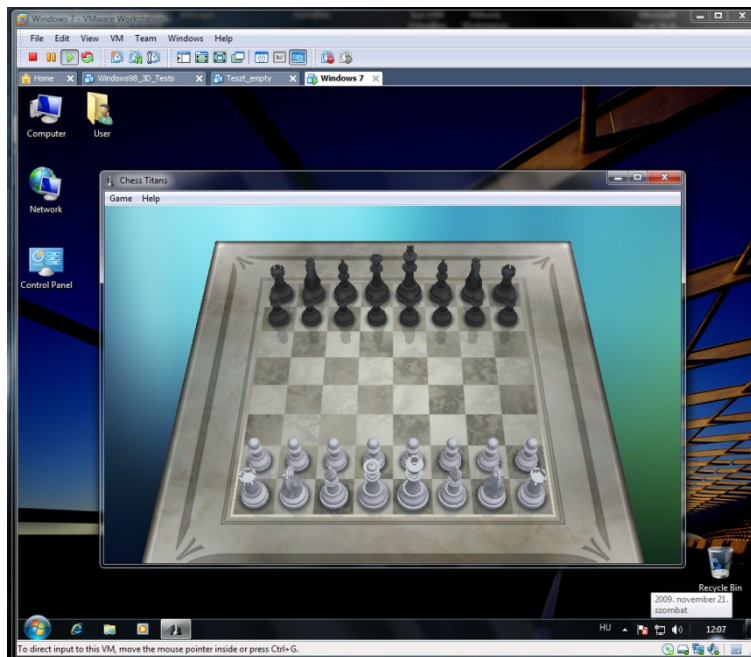 Windows 7 - VMware Workstation
File Edit View VM Team Windows Help
Home Windows98_3D_Tests Teszt_empty Windows 7
Computer
User
Network
Control Panel
Chess Titans
Game Help
Recycle Bin
2009. november 21.
szombat
HU 12:07
To direct input to this VM, move the mouse pointer inside or press Ctrl+G.